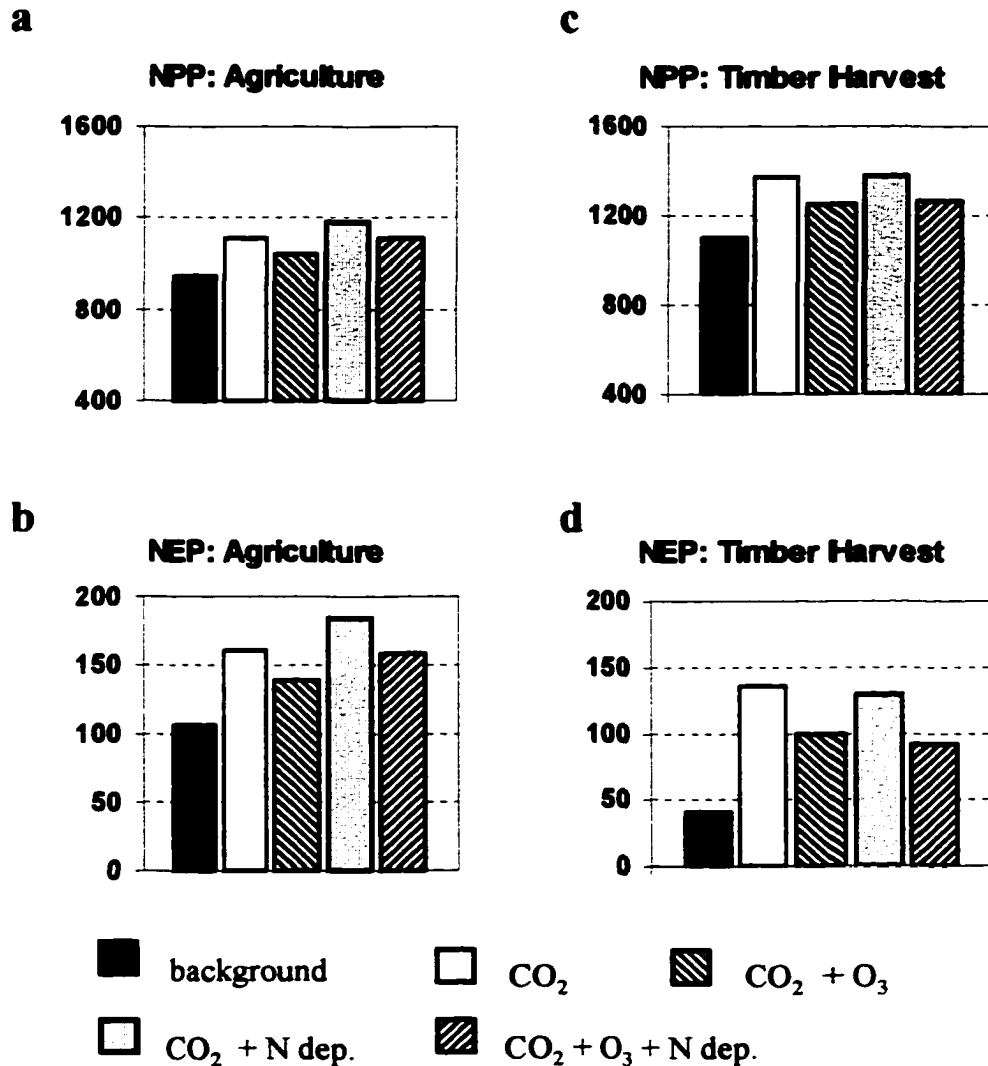 a
NPP: Agriculture
1600
1200
800
400
c
NPP: Timber Harvest
1600
1200
800
400
b
NEP: Agriculture
200
150
100
50
0
d
NEP: Timber Harvest
200
150
100
50
0
background
CO₂
CO₂ + O₃
CO₂ + N dep.
CO₂ + O₃ + N dep.